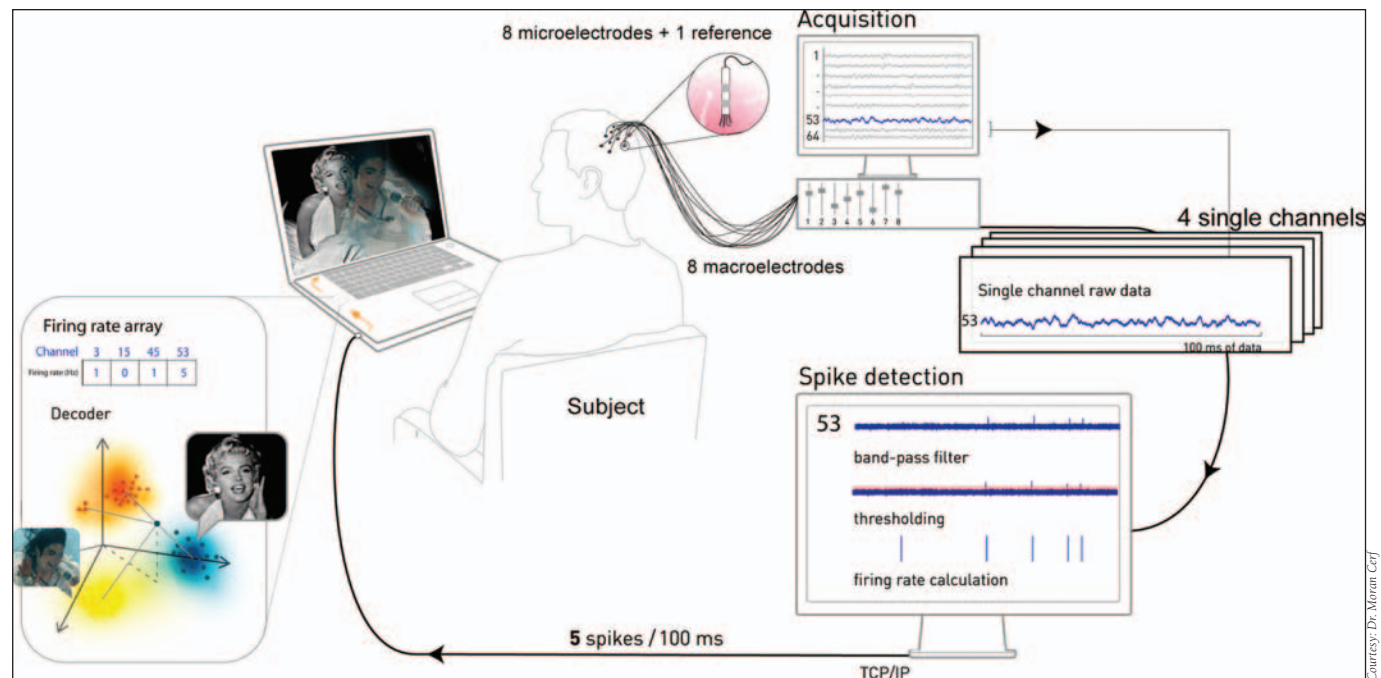 8 microelectrodes + 1 reference
Acquisition
1
53
64
1 2 3 4 5 6 7 8
8 macroelectrodes
4 single channels
Single channel raw data
53
100 ms of data
Spike detection
53
band-pass filter
thresholding
firing rate calculation
Subject
Firing rate array
Channel 3 15 45 53
Firing rate (Hz) 1 0 1 5
Decoder
5 spikes / 100 ms
TCP/IP
Courtesy: Dr. Moran Cerf